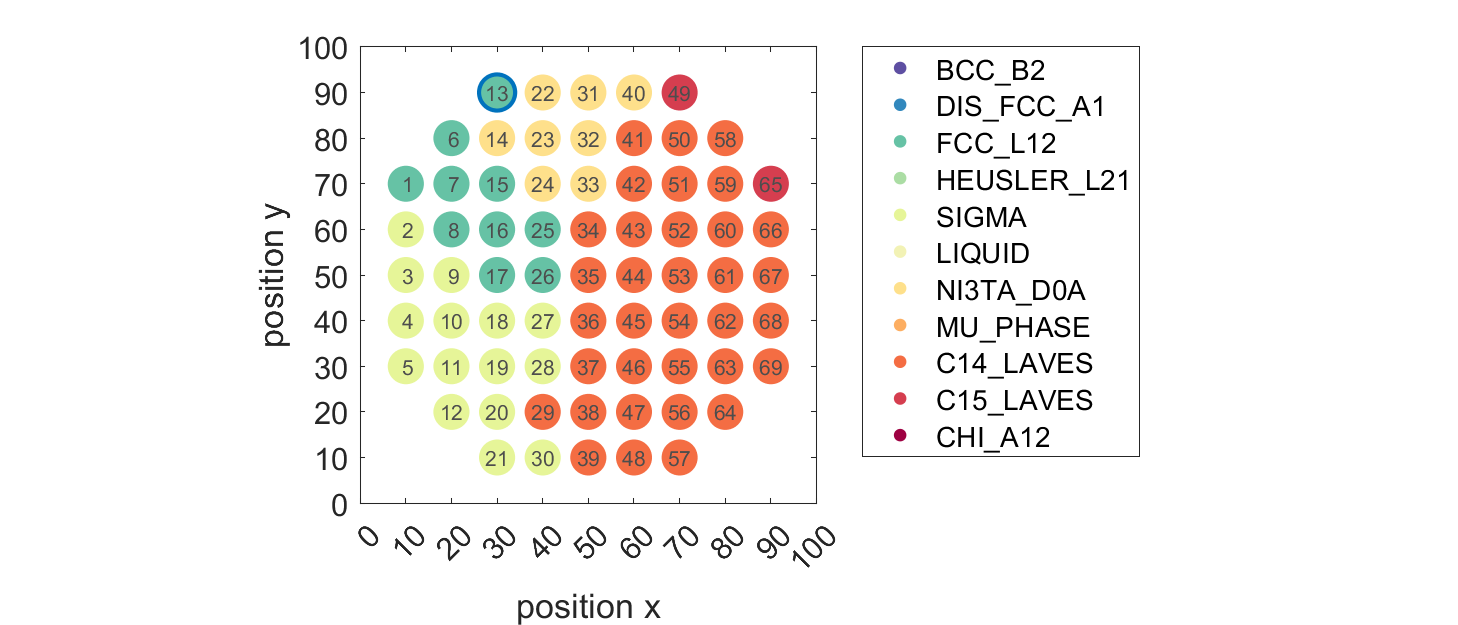 100
90
80
70
60
50
40
30
20
10
0
position y
13 22 31 40 49
6 14 23 32 41 50 58
1 7 15 24 33 42 51 59 65
2 8 16 25 34 43 52 60 66
3 9 17 26 35 44 53 61 67
4 10 18 27 36 45 54 62 68
5 11 19 28 37 46 55 63 69
12 20 29 38 47 56 64
21 30 39 48 57
0 10 20 30 40 50 60 70 80 90 100
position x
BCC_B2
DIS_FCC_A1
FCC_L12
HEUSLER_L21
SIGMA
LIQUID
NI3TA_D0A
MU_PHASE
C14_LAVES
C15_LAVES
CHI_A12